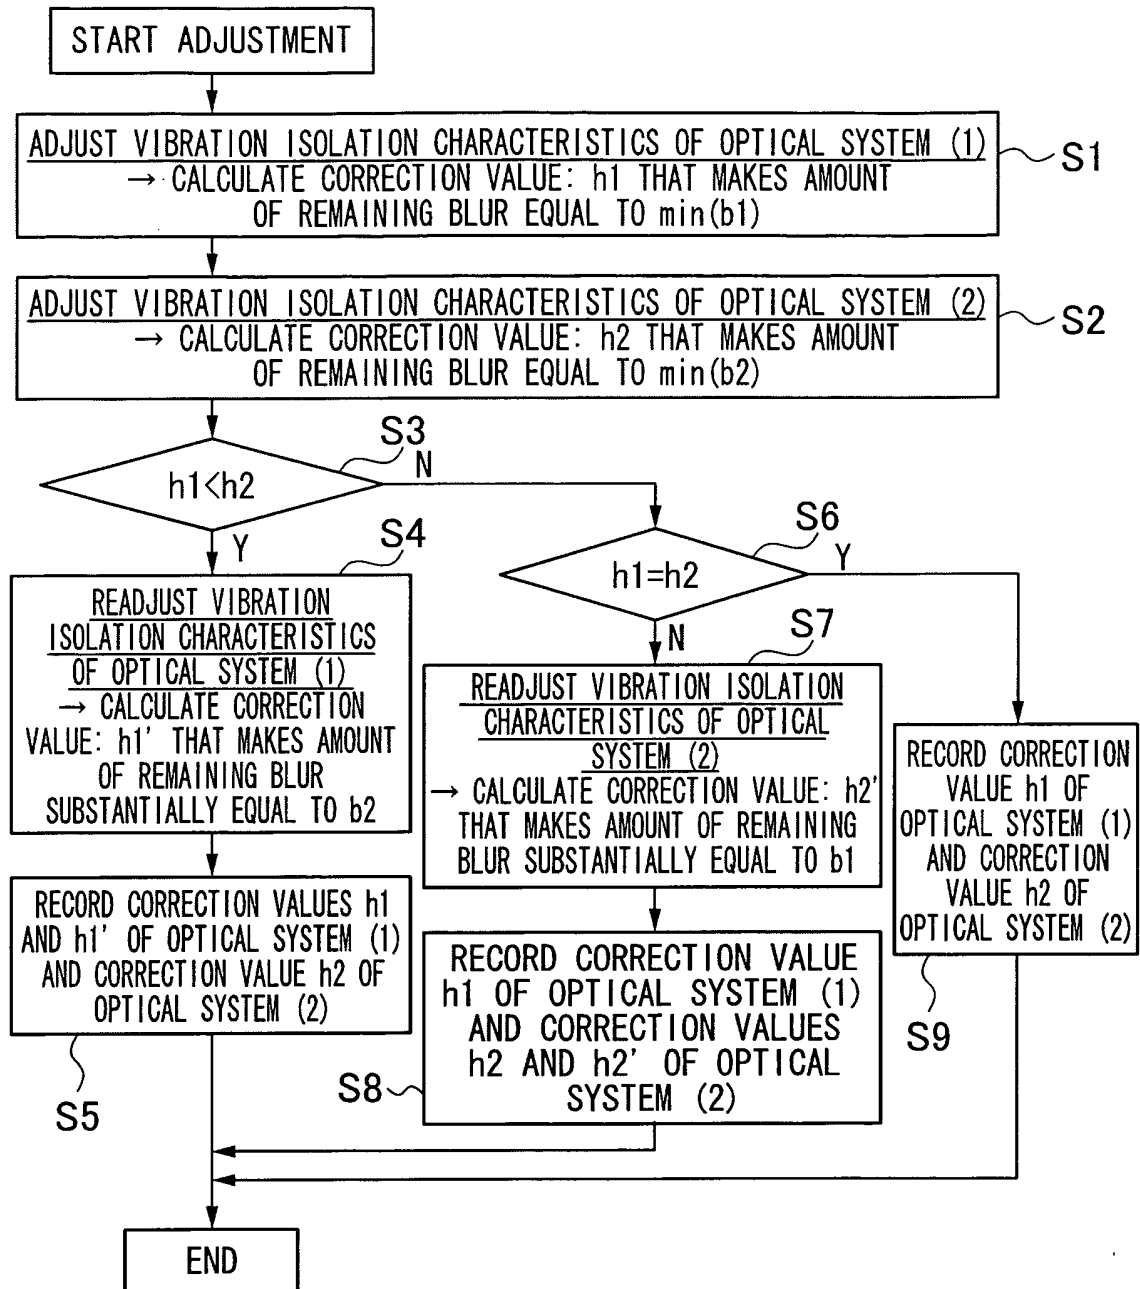 START ADJUSTMENT
ADJUST VIBRATION ISOLATION CHARACTERISTICS OF OPTICAL SYSTEM (1)
→ CALCULATE CORRECTION VALUE: h1 THAT MAKES AMOUNT
OF REMAINING BLUR EQUAL TO min(b1)
S1
ADJUST VIBRATION ISOLATION CHARACTERISTICS OF OPTICAL SYSTEM (2)
→ CALCULATE CORRECTION VALUE: h2 THAT MAKES AMOUNT
OF REMAINING BLUR EQUAL TO min(b2)
S2
S3
h1<h2
N
Y
S4
READJUST VIBRATION
ISOLATION CHARACTERISTICS
OF OPTICAL SYSTEM (1)
→ CALCULATE CORRECTION
VALUE: h1' THAT MAKES AMOUNT
OF REMAINING BLUR
SUBSTANTIALLY EQUAL TO b2
RECORD CORRECTION VALUES h1
AND h1' OF OPTICAL SYSTEM (1)
AND CORRECTION VALUE h2 OF
OPTICAL SYSTEM (2)
S5
S6
h1=h2
Y
N
S7
READJUST VIBRATION ISOLATION
CHARACTERISTICS OF OPTICAL
SYSTEM (2)
→ CALCULATE CORRECTION VALUE: h2'
THAT MAKES AMOUNT OF REMAINING
BLUR SUBSTANTIALLY EQUAL TO b1
RECORD CORRECTION VALUE
h1 OF OPTICAL SYSTEM (1)
AND CORRECTION VALUES
h2 AND h2' OF OPTICAL
SYSTEM (2)
S8
RECORD CORRECTION
VALUE h1 OF
OPTICAL SYSTEM (1)
AND CORRECTION
VALUE h2 OF
OPTICAL SYSTEM (2)
S9
END